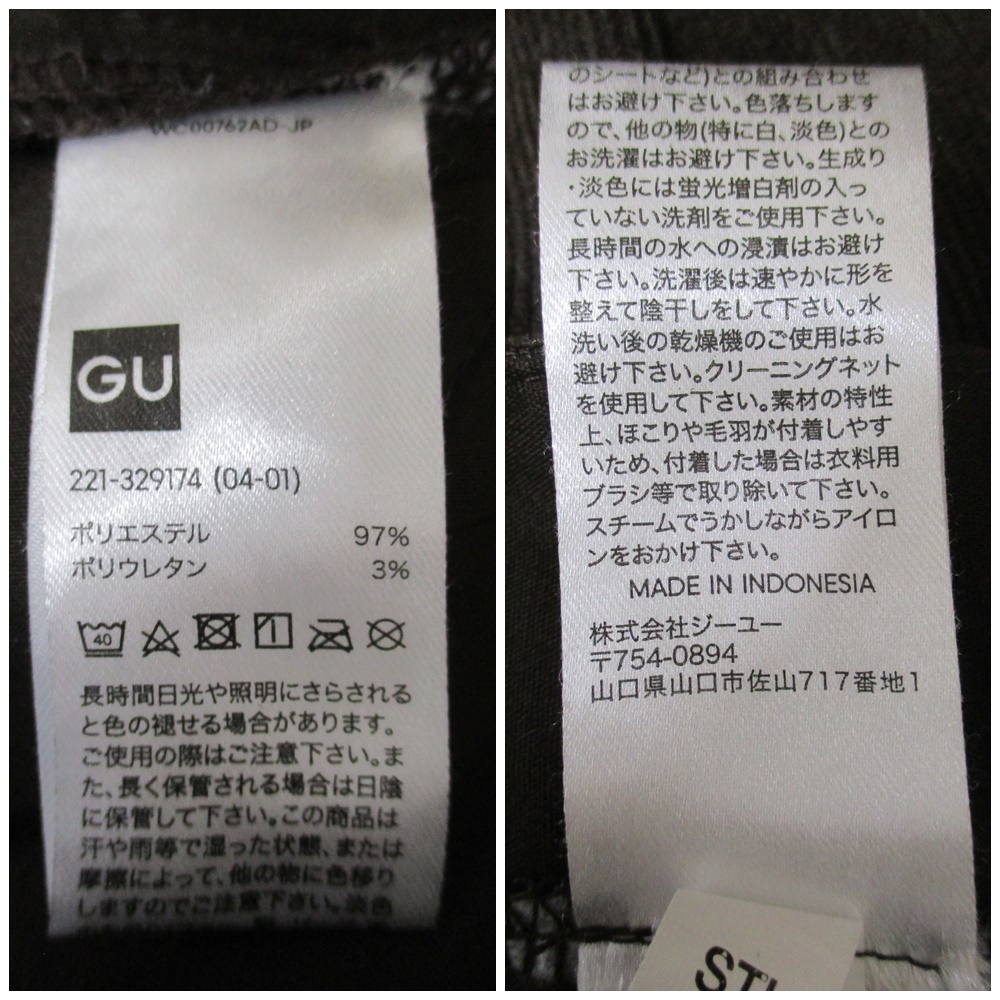 WC00762AD-JP
GU
221-329174 (04-01)
ポリエステル 97%
ポリウレタン 3%
40
長時間日光や照明にさらされる
と色の褪せる場合があります。
ご使用の際はご注意下さい。ま
た、長く保管される場合は日陰
に保管して下さい。この商品は
汗や雨等で湿った状態、または
摩擦によって、他の物に色移り
しますのでご注意下さい。淡色
のシートなど)との組み合わせ
はお避け下さい。色落ちします
ので、他の物(特に白、淡色)との
お洗濯はお避け下さい。生成り
・淡色には蛍光増白剤の入っ
ていない洗剤をご使用下さい。
長時間の水への浸漬はお避け
下さい。洗濯後は速やかに形を
整えて陰干しをして下さい。水
洗い後の乾燥機のご使用はお
避け下さい。クリーニングネット
を使用して下さい。素材の特性
上、ほこりや毛羽が付着しやす
いため、付着した場合は衣料用
ブラシ等で取り除いて下さい。
スチームでうかしながらアイロ
ンをおかけ下さい。
MADE IN INDONESIA
株式会社ジーユー
〒754-0894
山口県山口市佐山717番地1